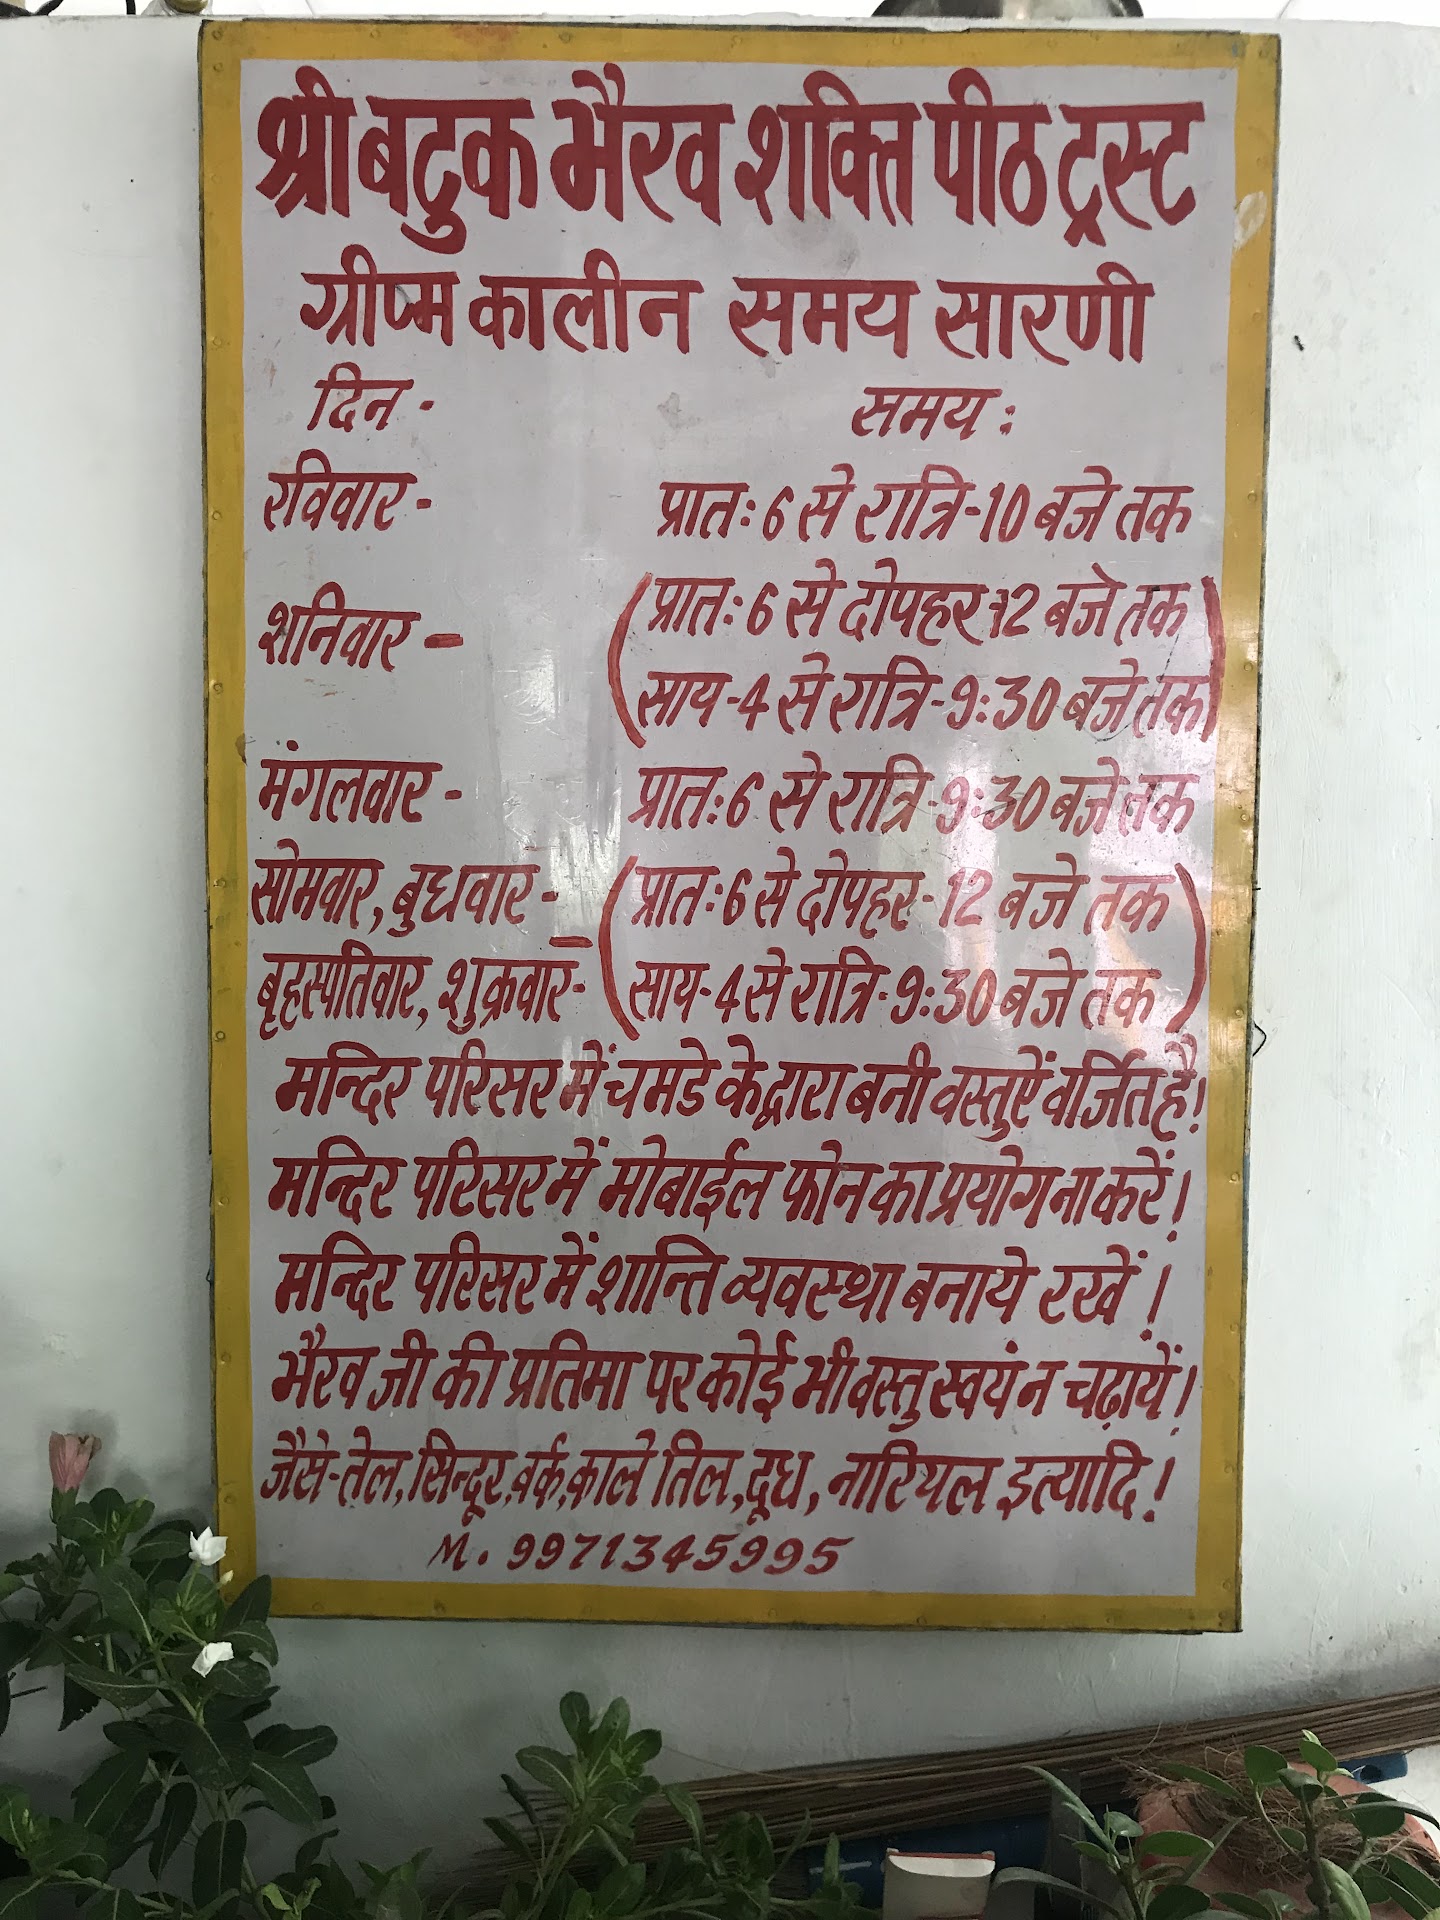 श्री बटुक भैरव शक्ति पीठ ट्रस्ट
ग्रीष्म कालीन समय सारणी
दिन - समय :
रविवार - प्रातः 6 से रात्रि - 10 बजे तक
शनिवार - (प्रातः 6 से दोपहर - 12 बजे तक
साय - 4 से रात्रि - 9:30 बजे तक)
मंगलवार - प्रातः 6 से रात्रि - 9:30 बजे तक
सोमवार, बुधवार - (प्रातः 6 से दोपहर - 12 बजे तक
बृहस्पतिवार, शुक्रवार - साय - 4 से रात्रि - 9:30 बजे तक)
मन्दिर परिसर में चमडे के द्वारा बनी वस्तुऐं वर्जित है!
मन्दिर परिसर में मोबाईल फोन का प्रयोग ना करें!
मन्दिर परिसर में शान्ति व्यवस्था बनाये रखें!
भैरव जी की प्रतिमा पर कोई भी वस्तु स्वयं न चढ़ायें!
जैसे - तेल, सिन्दूर, बर्क, काले तिल, दूध, नारियल इत्यादि!
M. 9971345995